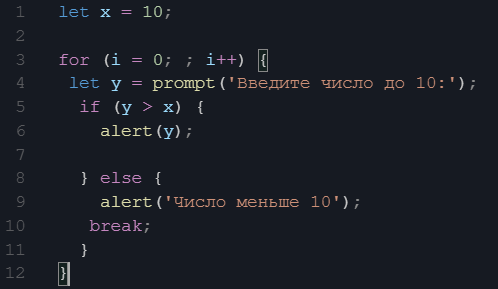 1 let x = 10;
2
3 for (i = 0; ; i++) {
4 let y = prompt('Введите число до 10:');
5 if (y > x) {
6 alert(y);
7
8 } else {
9 alert('Число меньше 10');
10 break;
11 }
12 }